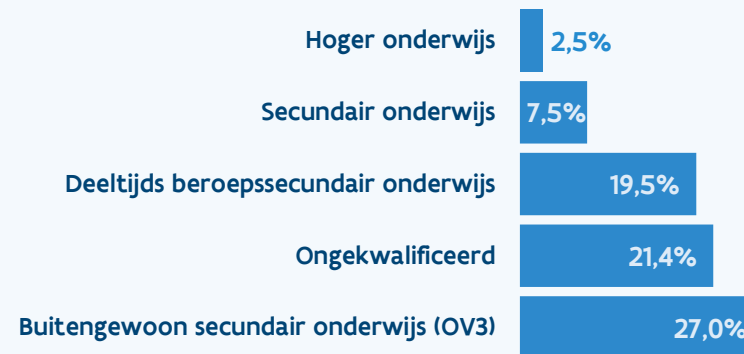 Hoger onderwijs 2,5%
Secundair onderwijs 7,5%
Deeltijds beroepssecundair onderwijs 19,5%
Ongekwalificeerd 21,4%
Buitengewoon secundair onderwijs (OV3) 27,0%